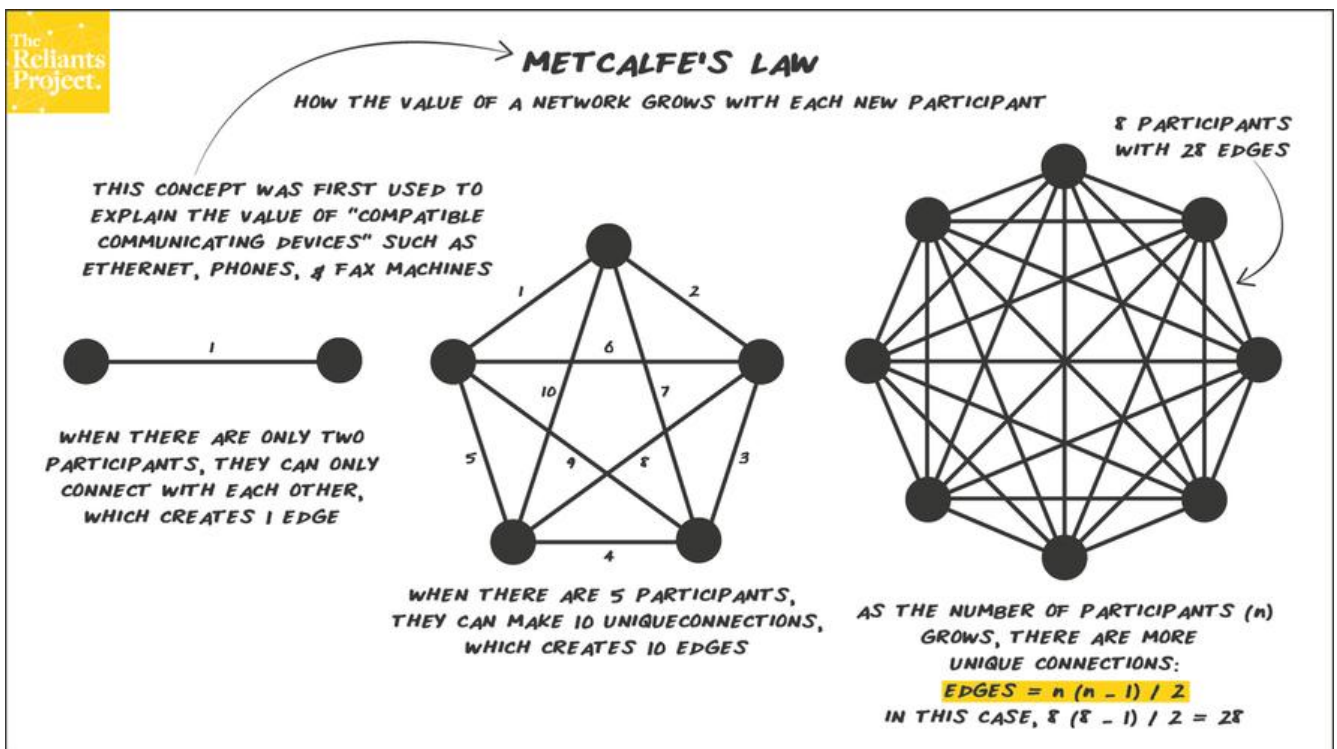 The
Reliants
Project.
METCALFE'S LAW
HOW THE VALUE OF A NETWORK GROWS WITH EACH NEW PARTICIPANT
THIS CONCEPT WAS FIRST USED TO
EXPLAIN THE VALUE OF "COMPATIBLE
COMMUNICATING DEVICES" SUCH AS
ETHERNET, PHONES, & FAX MACHINES
1
WHEN THERE ARE ONLY TWO
PARTICIPANTS, THEY CAN ONLY
CONNECT WITH EACH OTHER,
WHICH CREATES 1 EDGE
1
2
6
10
7
5
9
8
3
4
WHEN THERE ARE 5 PARTICIPANTS,
THEY CAN MAKE 10 UNIQUECONNECTIONS,
WHICH CREATES 10 EDGES
8 PARTICIPANTS
WITH 28 EDGES
AS THE NUMBER OF PARTICIPANTS (n)
GROWS, THERE ARE MORE
UNIQUE CONNECTIONS:
EDGES = n (n - 1) / 2
IN THIS CASE, 8 (8 - 1) / 2 = 28